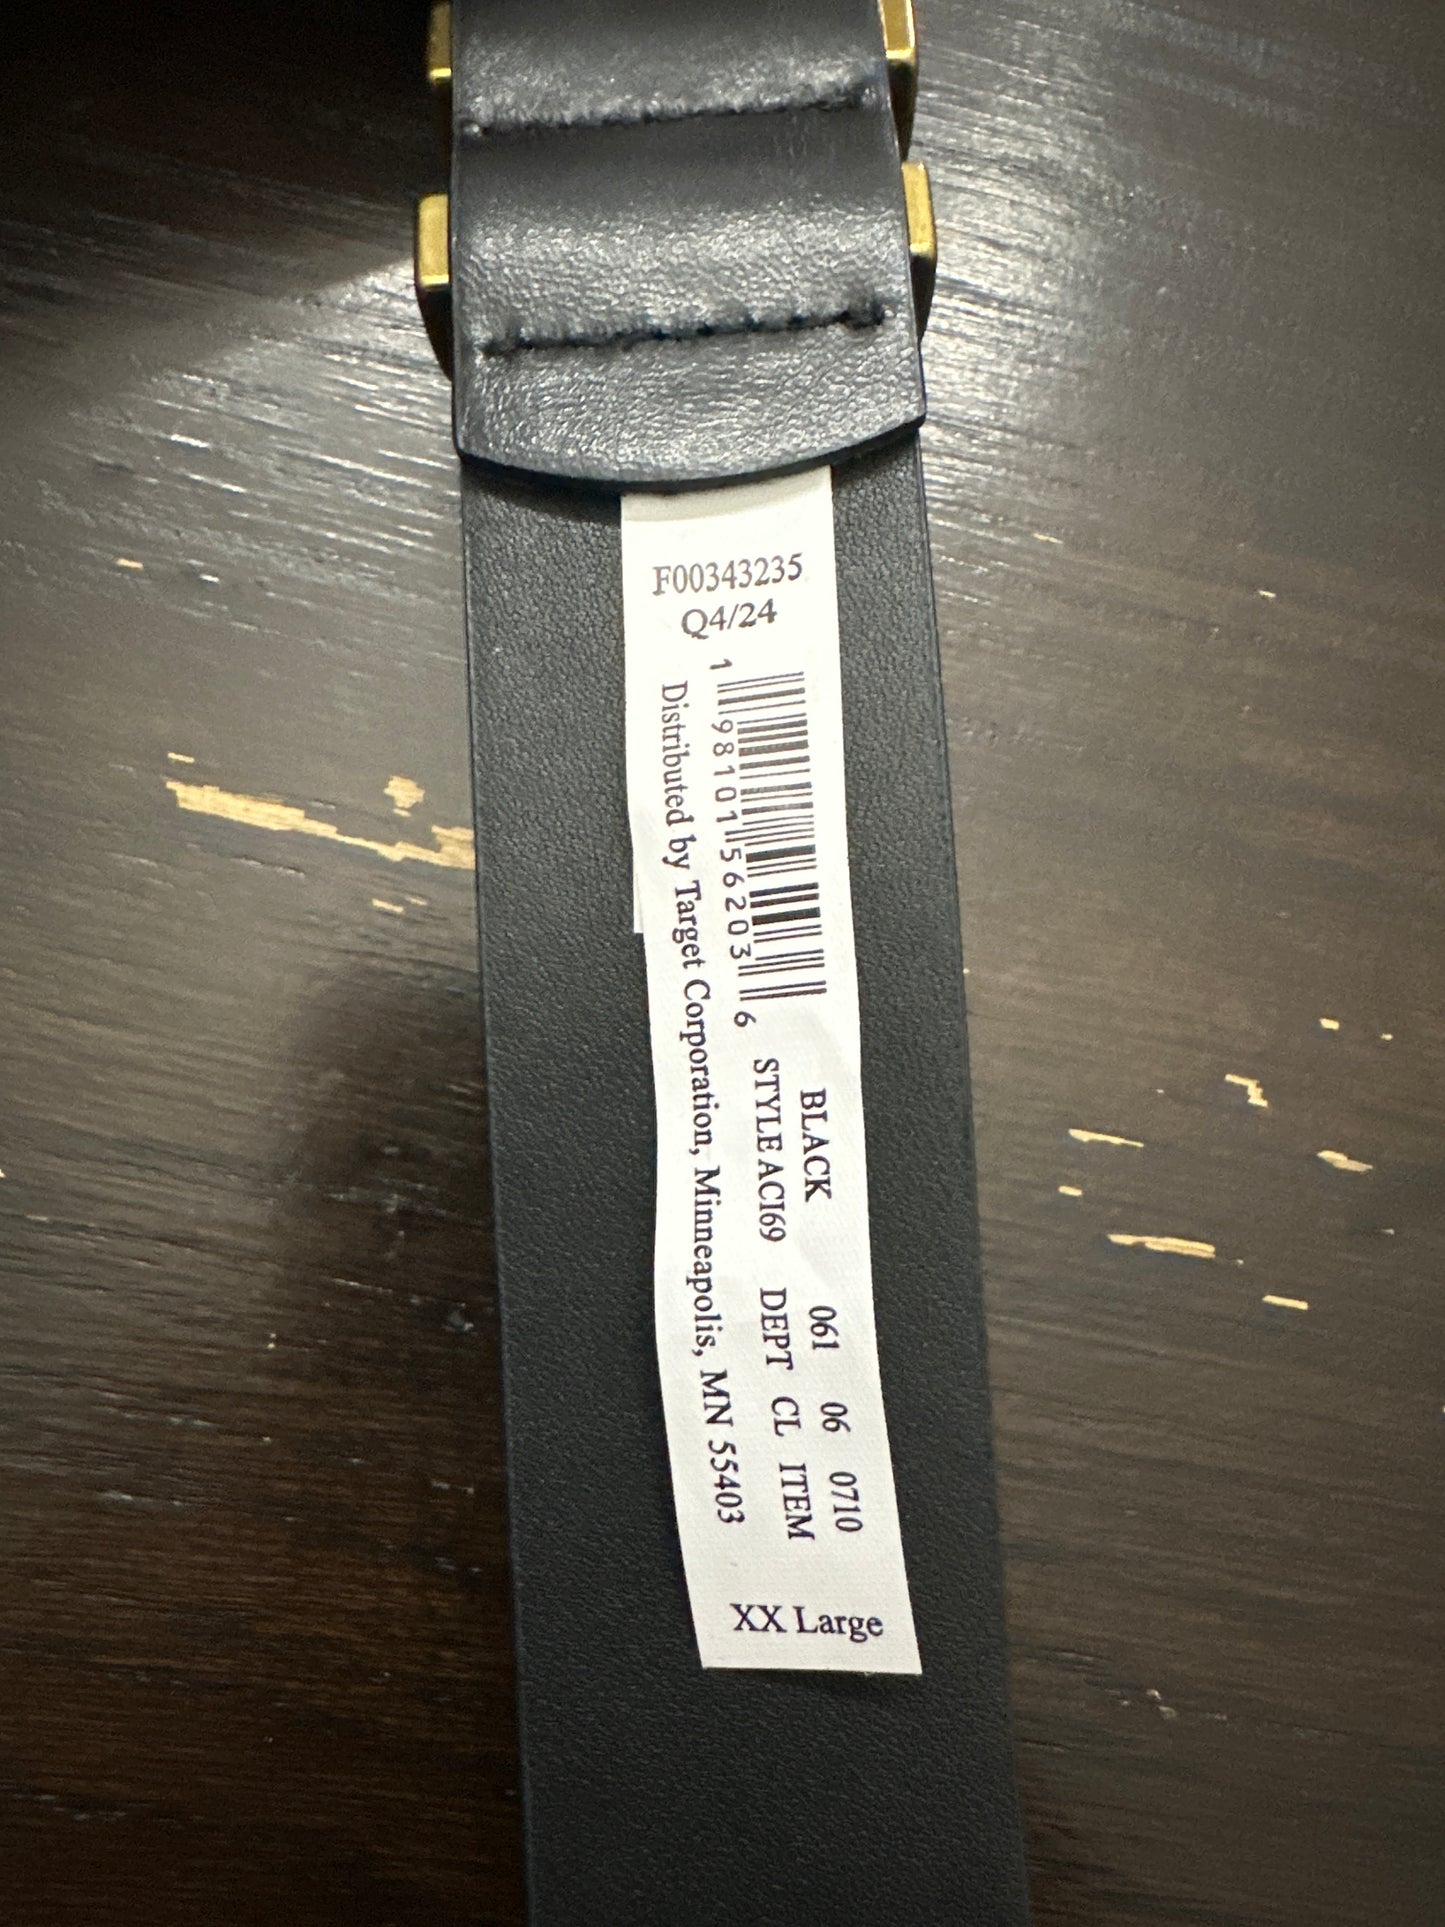 F00343235
Q4/24
1 98101 56203 6
BLACK 061 06 0710
STYLE ACI69 DEPT CL ITEM
Distributed by Target Corporation, Minneapolis, MN 55403
XX Large